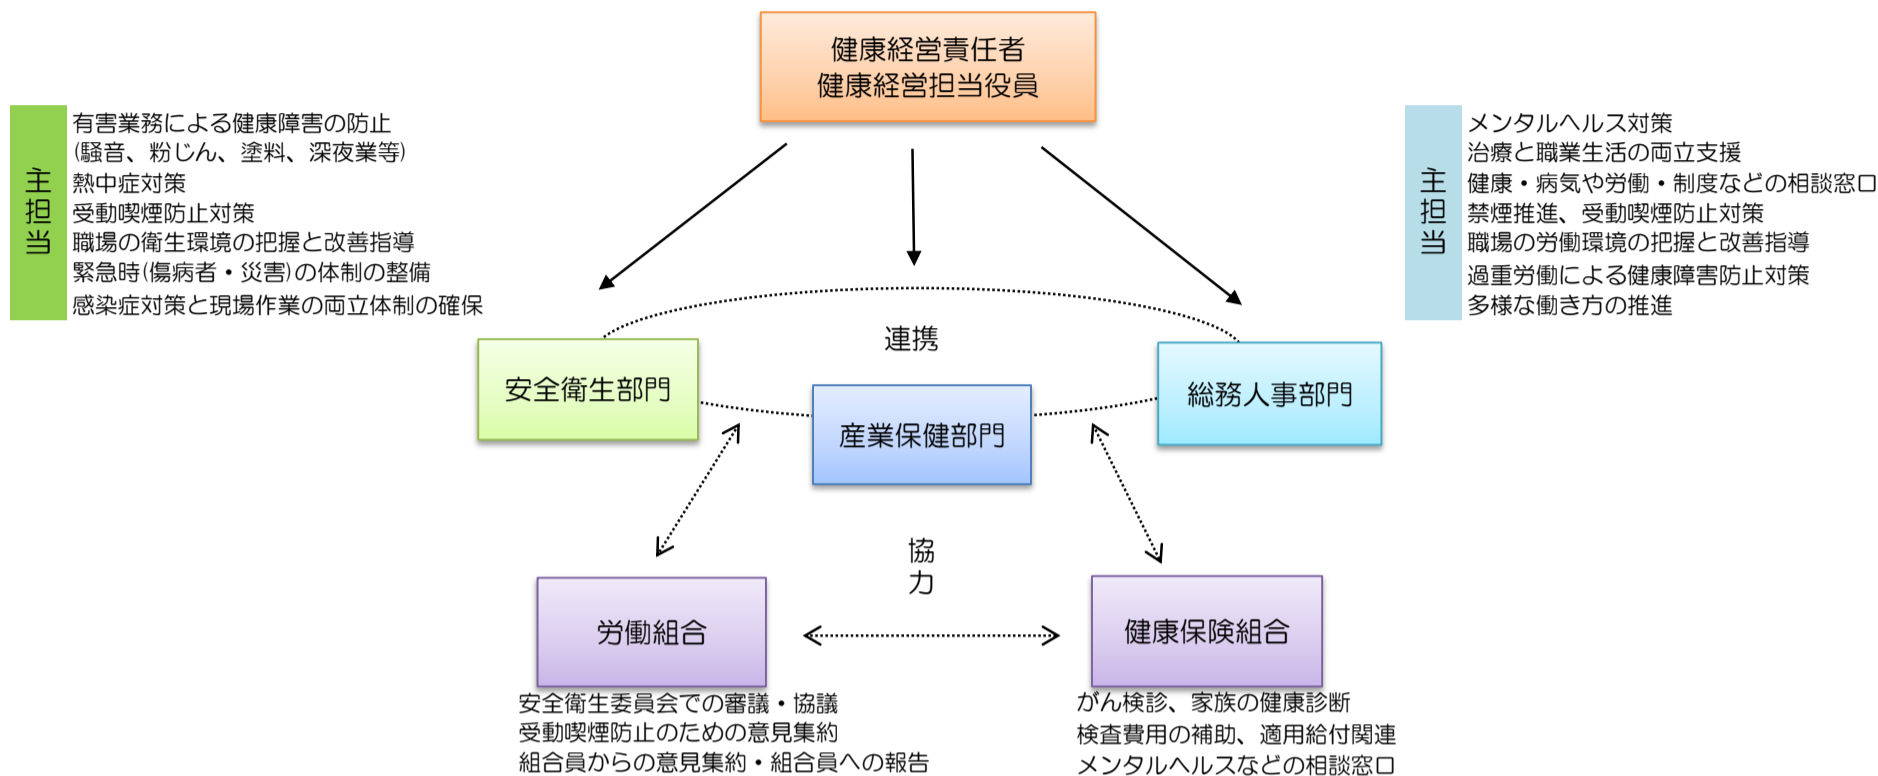 健康経営責任者
健康経営担当役員
主担当
有害業務による健康障害の防止
(騒音、粉じん、塗料、深夜業等)
熱中症対策
受動喫煙防止対策
職場の衛生環境の把握と改善指導
緊急時(傷病者・災害)の体制の整備
感染症対策と現場作業の両立体制の確保
主担当
メンタルヘルス対策
治療と職業生活の両立支援
健康・病気や労働・制度などの相談窓口
禁煙推進、受動喫煙防止対策
職場の労働環境の把握と改善指導
過重労働による健康障害防止対策
多様な働き方の推進
連携
安全衛生部門
産業保健部門
総務人事部門
協力
労働組合
安全衛生委員会での審議・協議
受動喫煙防止のための意見集約
組合員からの意見集約・組合員への報告
健康保険組合
がん検診、家族の健康診断
検査費用の補助、適用給付関連
メンタルヘルスなどの相談窓口